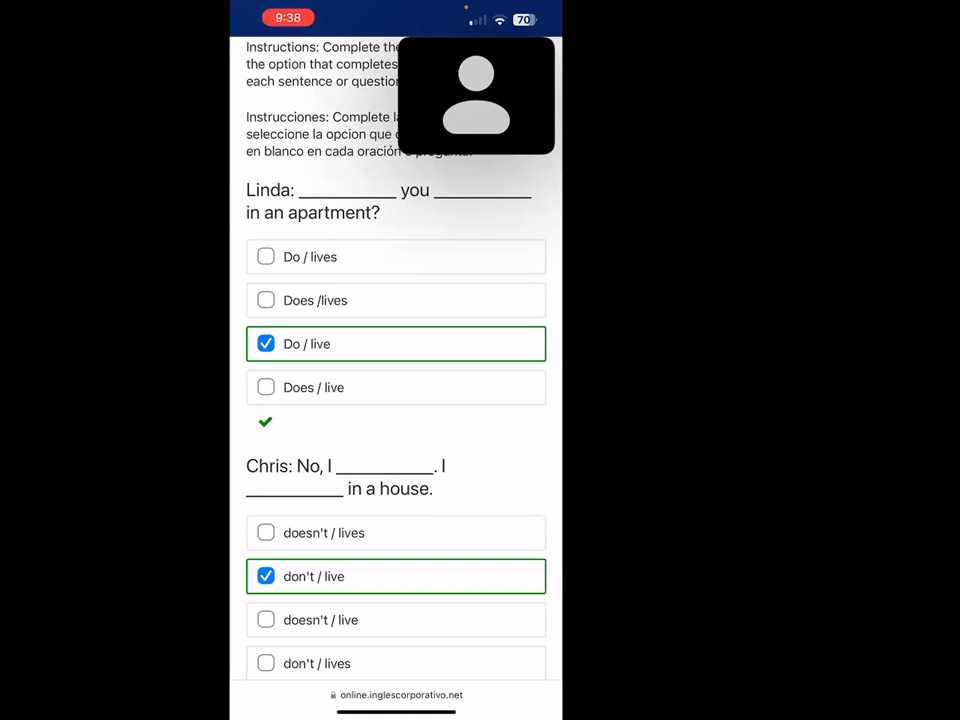 9:38
70
Instructions: Complete the
the option that completes
each sentence or question
Instrucciones: Complete
seleccione la opcion que
en blanco en cada oración o pregunta.
Linda: __________ you __________
in an apartment?
Do / lives
Does /lives
Do / live
Does / live
Chris: No, I __________. I
__________ in a house.
doesn't / lives
don't / live
doesn't / live
don't / lives
online.inglescorporativo.net